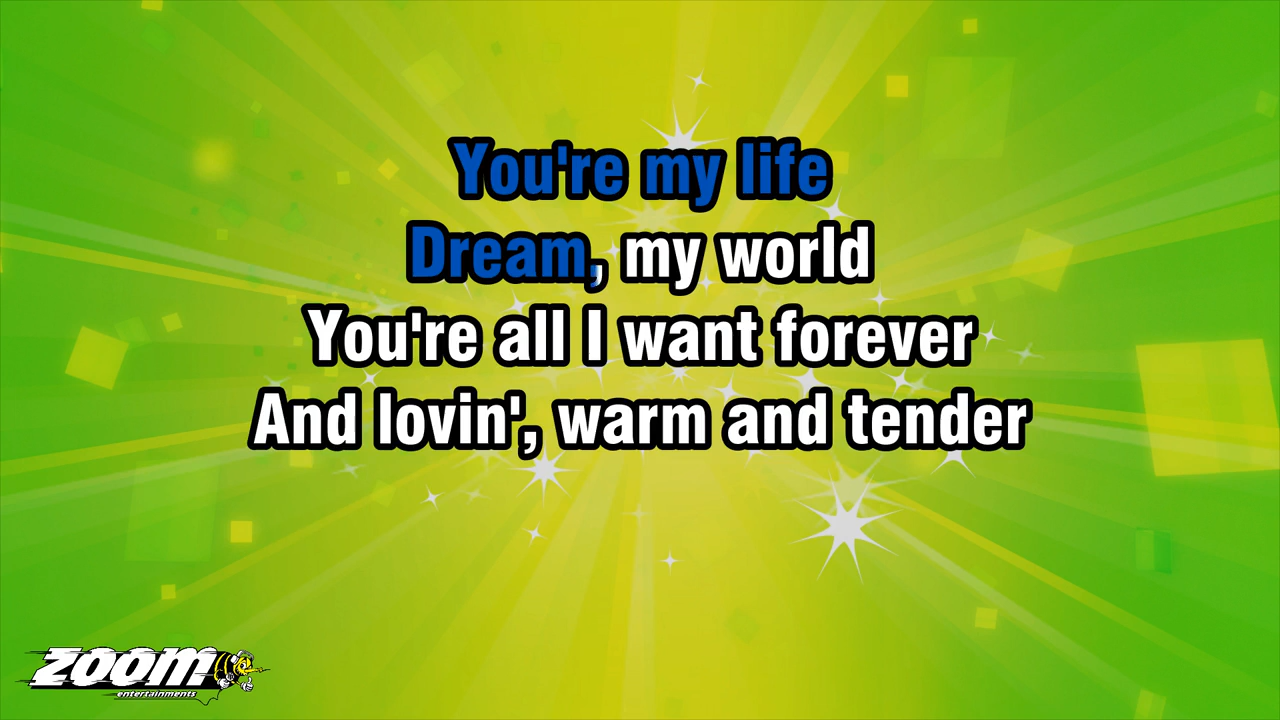 You're my life
Dream, my world
You're all I want forever
And lovin', warm and tender
zoom
entertainments